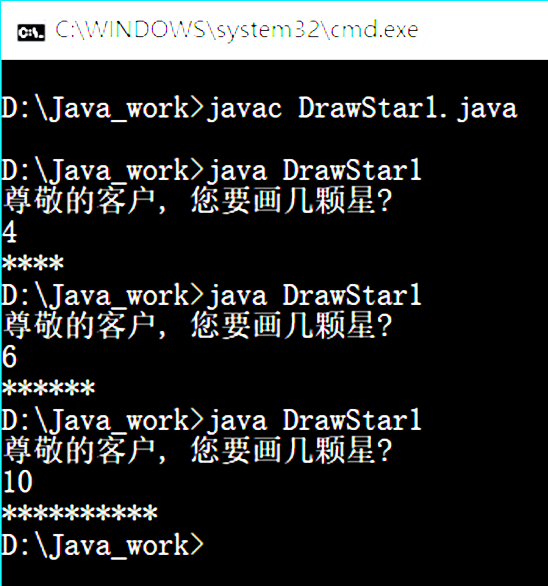 C:\WINDOWS\system32\cmd.exe
D:\Java_work>javac DrawStar1.java
D:\Java_work>java DrawStar1
尊敬的客户, 您要画几颗星?
4
****
D:\Java_work>java DrawStar1
尊敬的客户, 您要画几颗星?
6
******
D:\Java_work>java DrawStar1
尊敬的客户, 您要画几颗星?
10
**********
D:\Java_work>